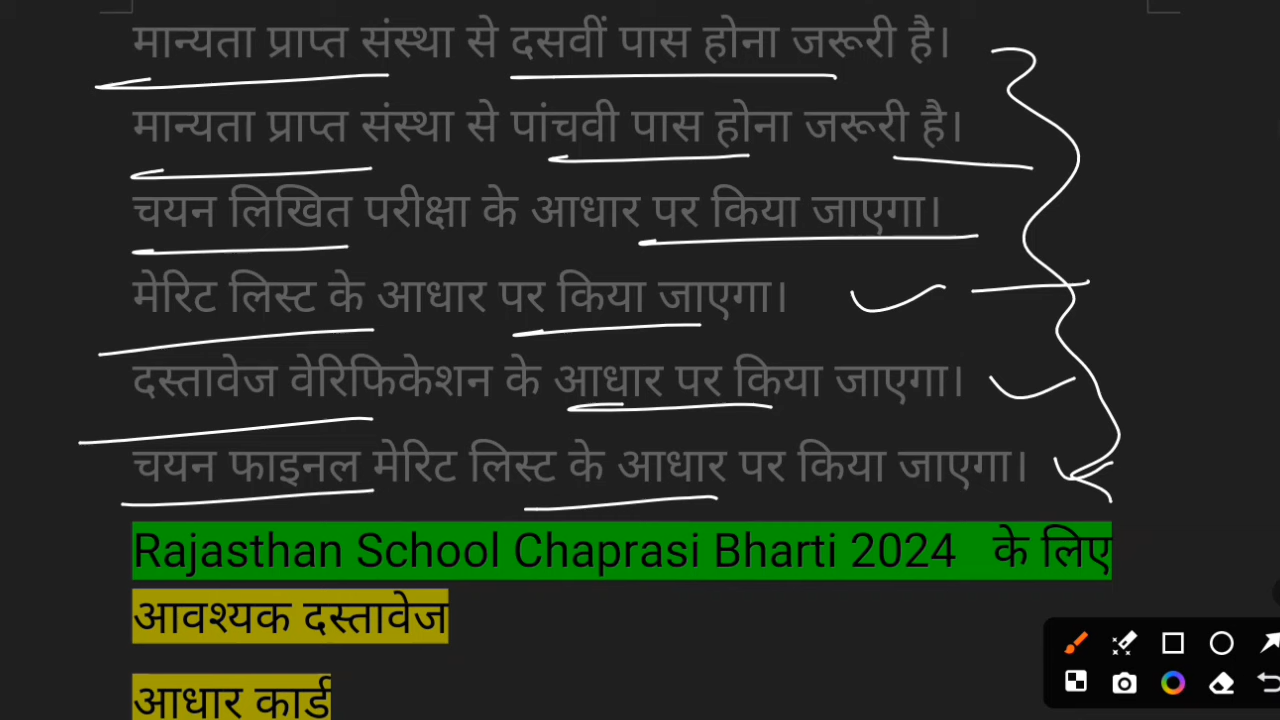 मान्यता प्राप्त संस्था से दसवीं पास होना जरूरी है।
मान्यता प्राप्त संस्था से पांचवी पास होना जरूरी है।
चयन लिखित परीक्षा के आधार पर किया जाएगा।
मेरिट लिस्ट के आधार पर किया जाएगा।
दस्तावेज वेरिफिकेशन के आधार पर किया जाएगा।
चयन फाइनल मेरिट लिस्ट के आधार पर किया जाएगा।
Rajasthan School Chaprasi Bharti 2024 के लिए
आवश्यक दस्तावेज
आधार कार्ड